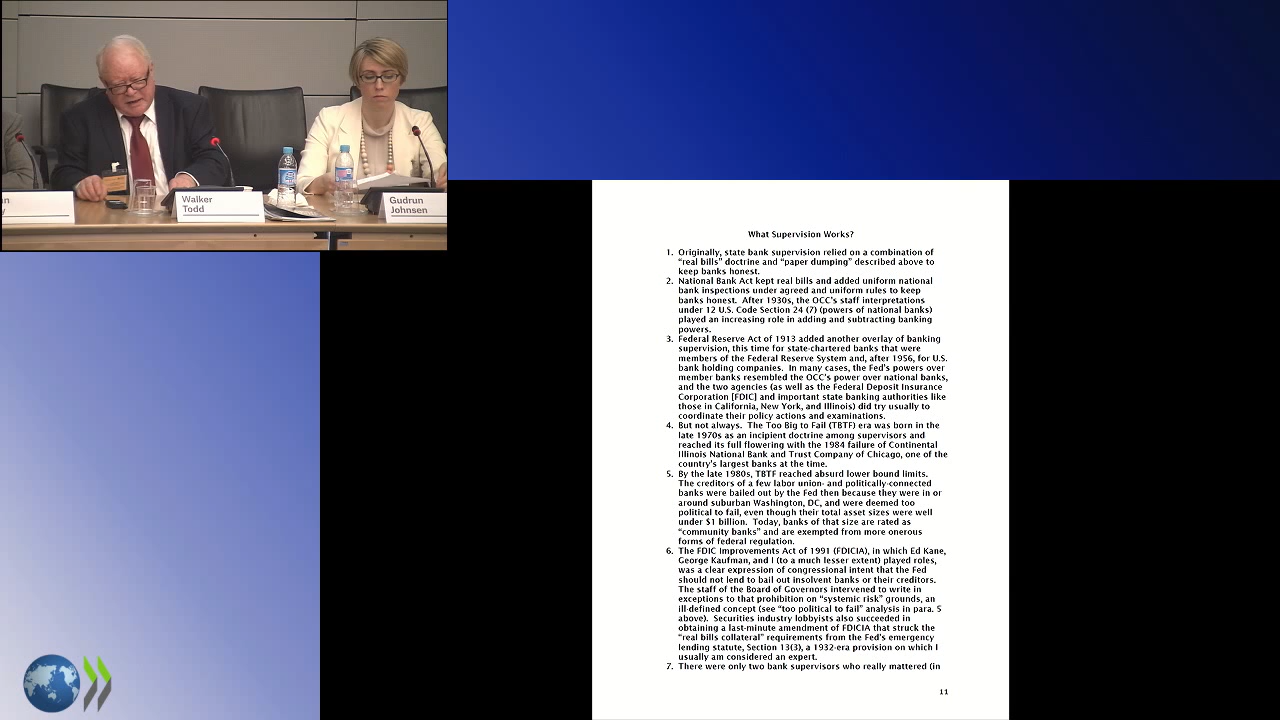 n
y
Walker
Todd
Gudrun
Johnsen
What Supervision Works?
1. Originally, state bank supervision relied on a combination of
“real bills” doctrine and “paper dumping” described above to
keep banks honest.
2. National Bank Act kept real bills and added uniform national
bank inspections under agreed and uniform rules to keep
banks honest. After 1930s, the OCC’s staff interpretations
under 12 U.S. Code Section 24 (7) (powers of national banks)
played an increasing role in adding and subtracting banking
powers.
3. Federal Reserve Act of 1913 added another overlay of banking
supervision, this time for state-chartered banks that were
members of the Federal Reserve System and, after 1956, for U.S.
bank holding companies. In many cases, the Fed’s powers over
member banks resembled the OCC’s power over national banks,
and the two agencies (as well as the Federal Deposit Insurance
Corporation [FDIC] and important state banking authorities like
those in California, New York, and Illinois) did try usually to
coordinate their policy actions and examinations.
4. But not always. The Too Big to Fail (TBTF) era was born in the
late 1970s as an incipient doctrine among supervisors and
reached its full flowering with the 1984 failure of Continental
Illinois National Bank and Trust Company of Chicago, one of the
country’s largest banks at the time.
5. By the late 1980s, TBTF reached absurd lower bound limits.
The creditors of a few labor union- and politically-connected
banks were bailed out by the Fed then because they were in or
around suburban Washington, DC, and were deemed too
political to fail, even though their total asset sizes were well
under $1 billion. Today, banks of that size are rated as
“community banks” and are exempted from more onerous
forms of federal regulation.
6. The FDIC Improvements Act of 1991 (FDICIA), in which Ed Kane,
George Kaufman, and I (to a much lesser extent) played roles,
was a clear expression of congressional intent that the Fed
should not lend to bail out insolvent banks or their creditors.
The staff of the Board of Governors intervened to write in
exceptions to that prohibition on “systemic risk” grounds, an
ill-defined concept (see “too political to fail” analysis in para. 5
above). Securities industry lobbyists also succeeded in
obtaining a last-minute amendment of FDICIA that struck the
“real bills collateral” requirements from the Fed’s emergency
lending statute, Section 13(3), a 1932-era provision on which I
usually am considered an expert.
7. There were only two bank supervisors who really mattered (in
11